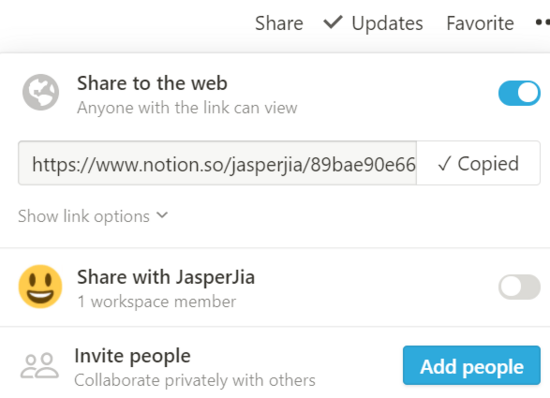 Share ✓ Updates Favorite
Share to the web
Anyone with the link can view
https://www.notion.so/jasperjia/89bae90e66 ✓ Copied
Show link options
Share with JasperJia
1 workspace member
Invite people
Collaborate privately with others
Add people